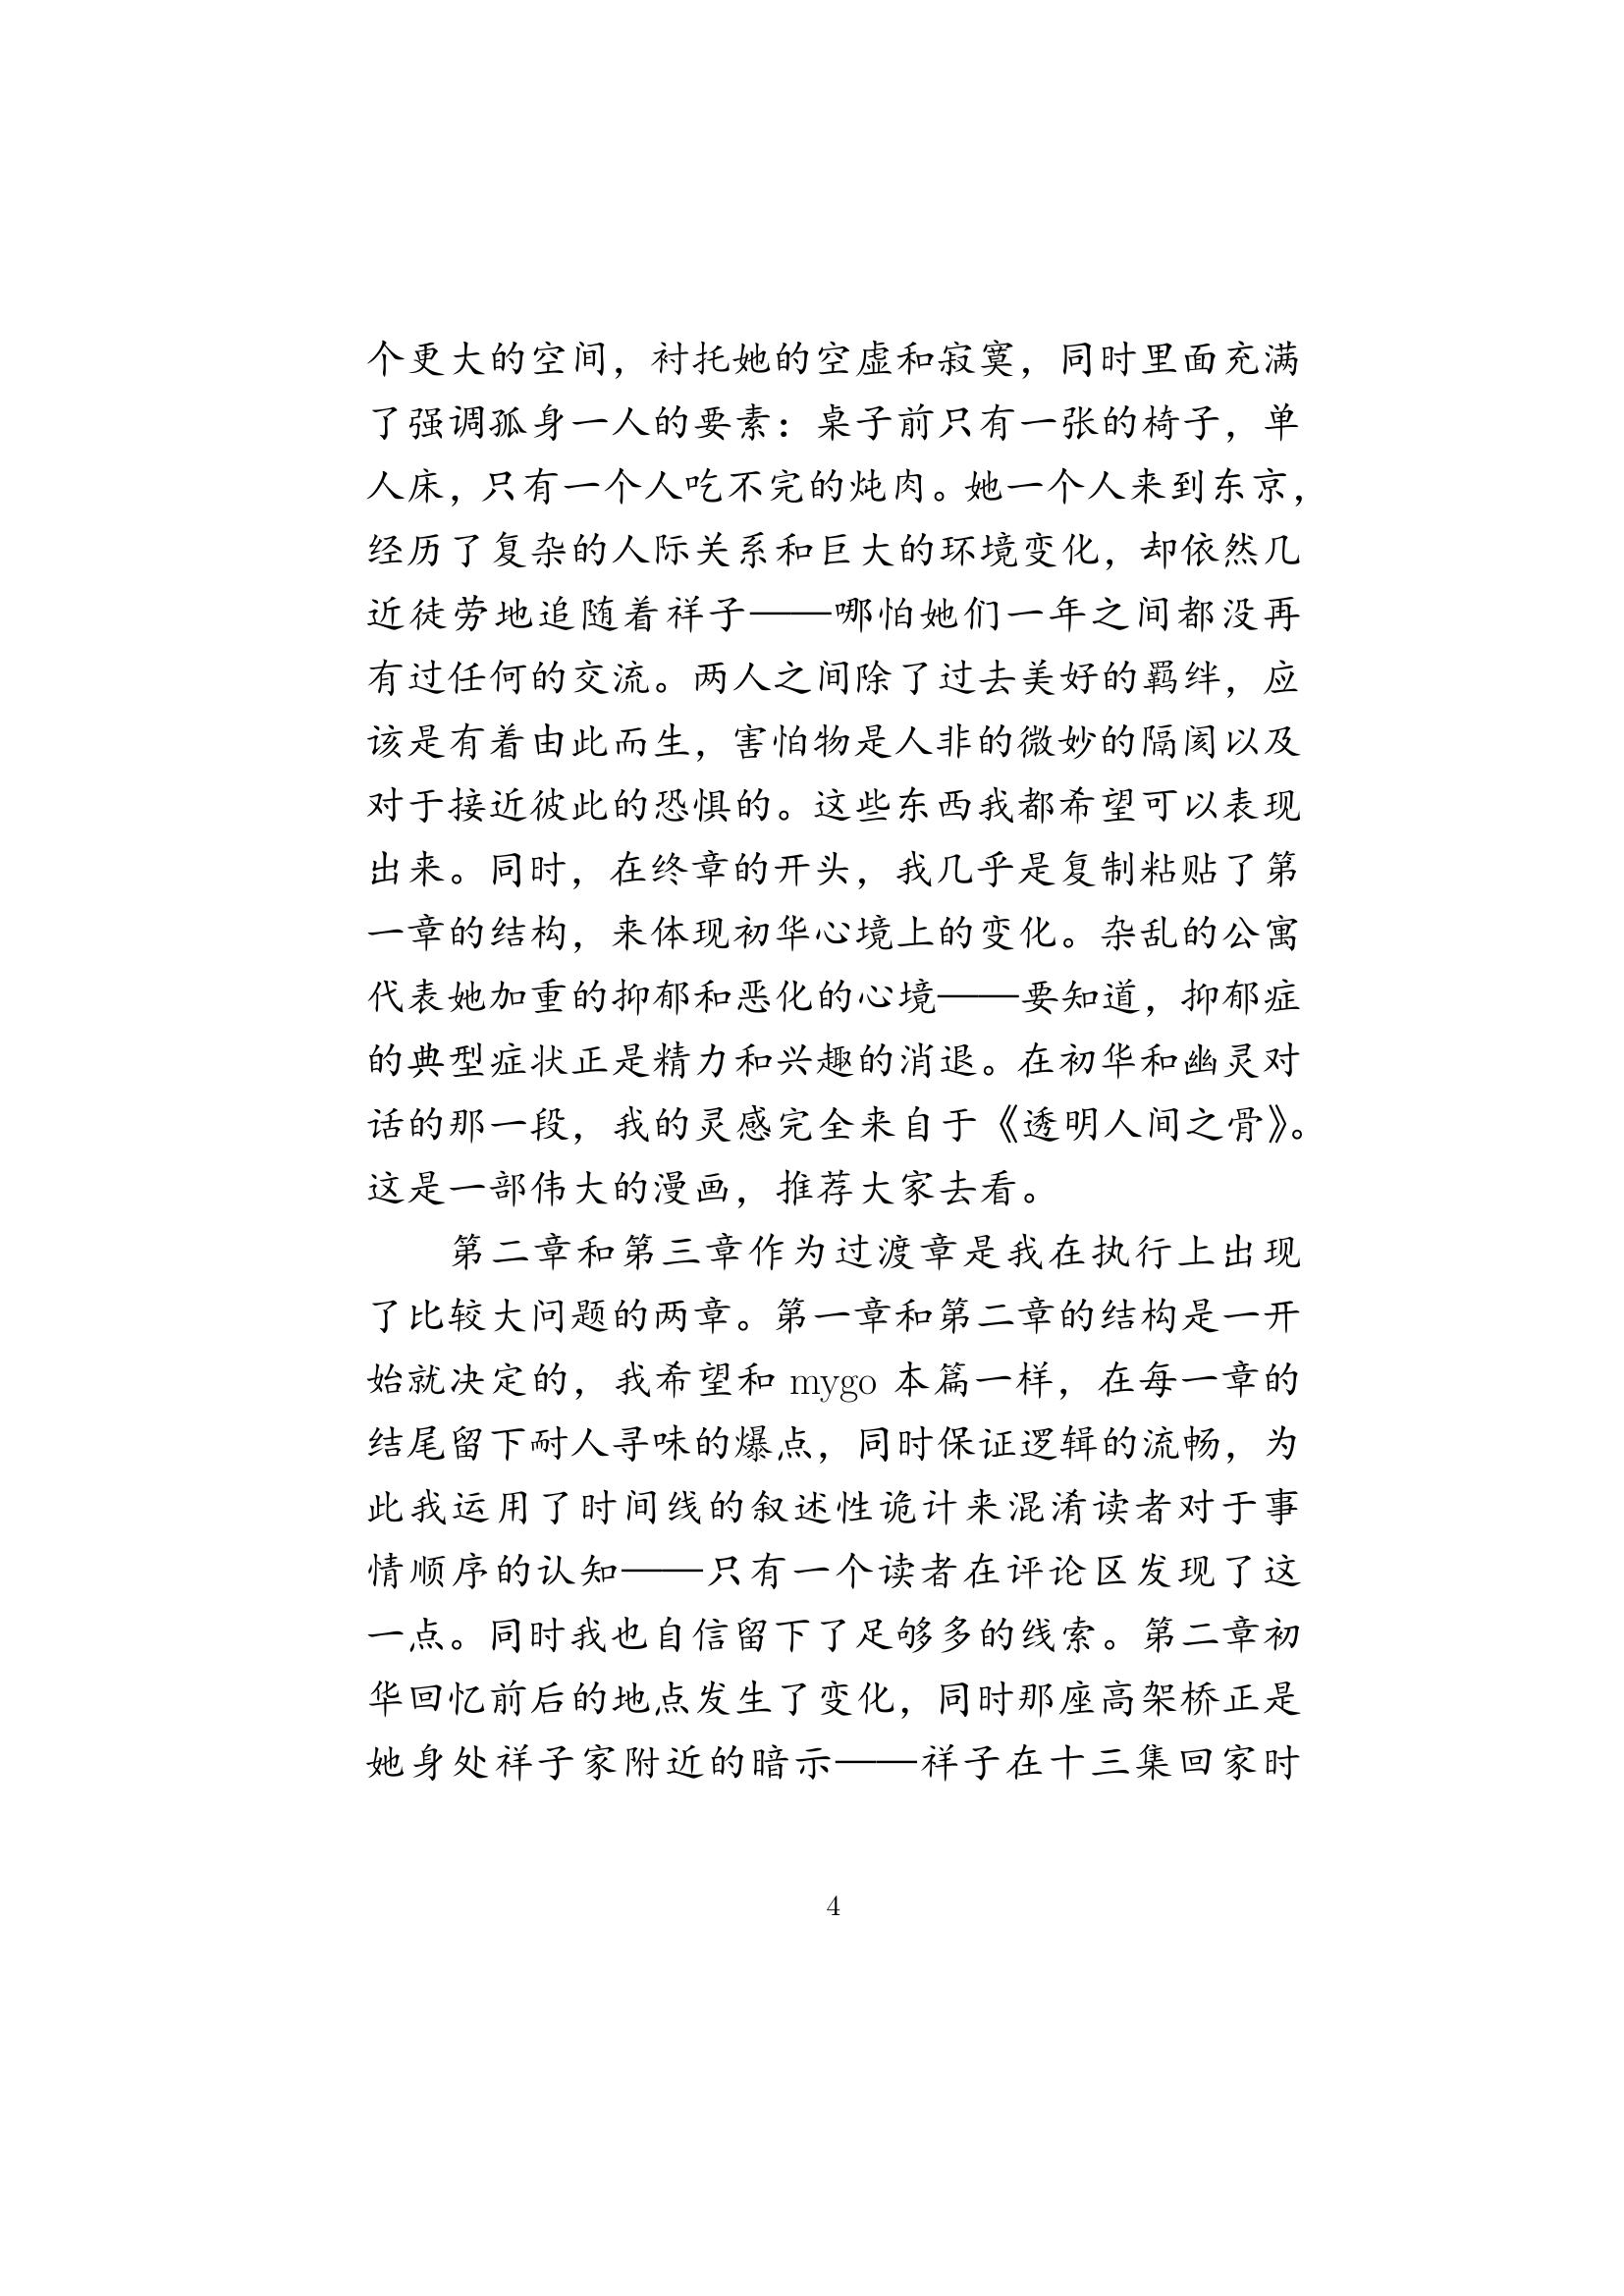 个更大的空间，衬托她的空虚和寂寞，同时里面充满
了强调孤身一人的要素：桌子前只有一张的椅子，单
人床，只有一个人吃不完的炖肉。她一个人来到东京，
经历了复杂的人际关系和巨大的环境变化，却依然几
近徒劳地追随着祥子——哪怕她们一年之间都没再
有过任何的交流。两人之间除了过去美好的羁绊，应
该是有着由此而生，害怕物是人非的微妙的隔阂以及
对于接近彼此的恐惧的。这些东西我都希望可以表现
出来。同时，在终章的开头，我几乎是复制粘贴了第
一章的结构，来体现初华心境上的变化。杂乱的公寓
代表她加重的抑郁和恶化的心境——要知道，抑郁症
的典型症状正是精力和兴趣的消退。在初华和幽灵对
话的那一段，我的灵感完全来自于《透明人间之骨》。
这是一部伟大的漫画，推荐大家去看。
第二章和第三章作为过渡章是我在执行上出现
了比较大问题的两章。第一章和第二章的结构是一开
始就决定的，我希望和 mygo 本篇一样，在每一章的
结尾留下耐人寻味的爆点，同时保证逻辑的流畅，为
此我运用了时间线的叙述性诡计来混淆读者对于事
情顺序的认知——只有一个读者在评论区发现了这
一点。同时我也自信留下了足够多的线索。第二章初
华回忆前后的地点发生了变化，同时那座高架桥正是
她身处祥子家附近的暗示——祥子在十三集回家时
4